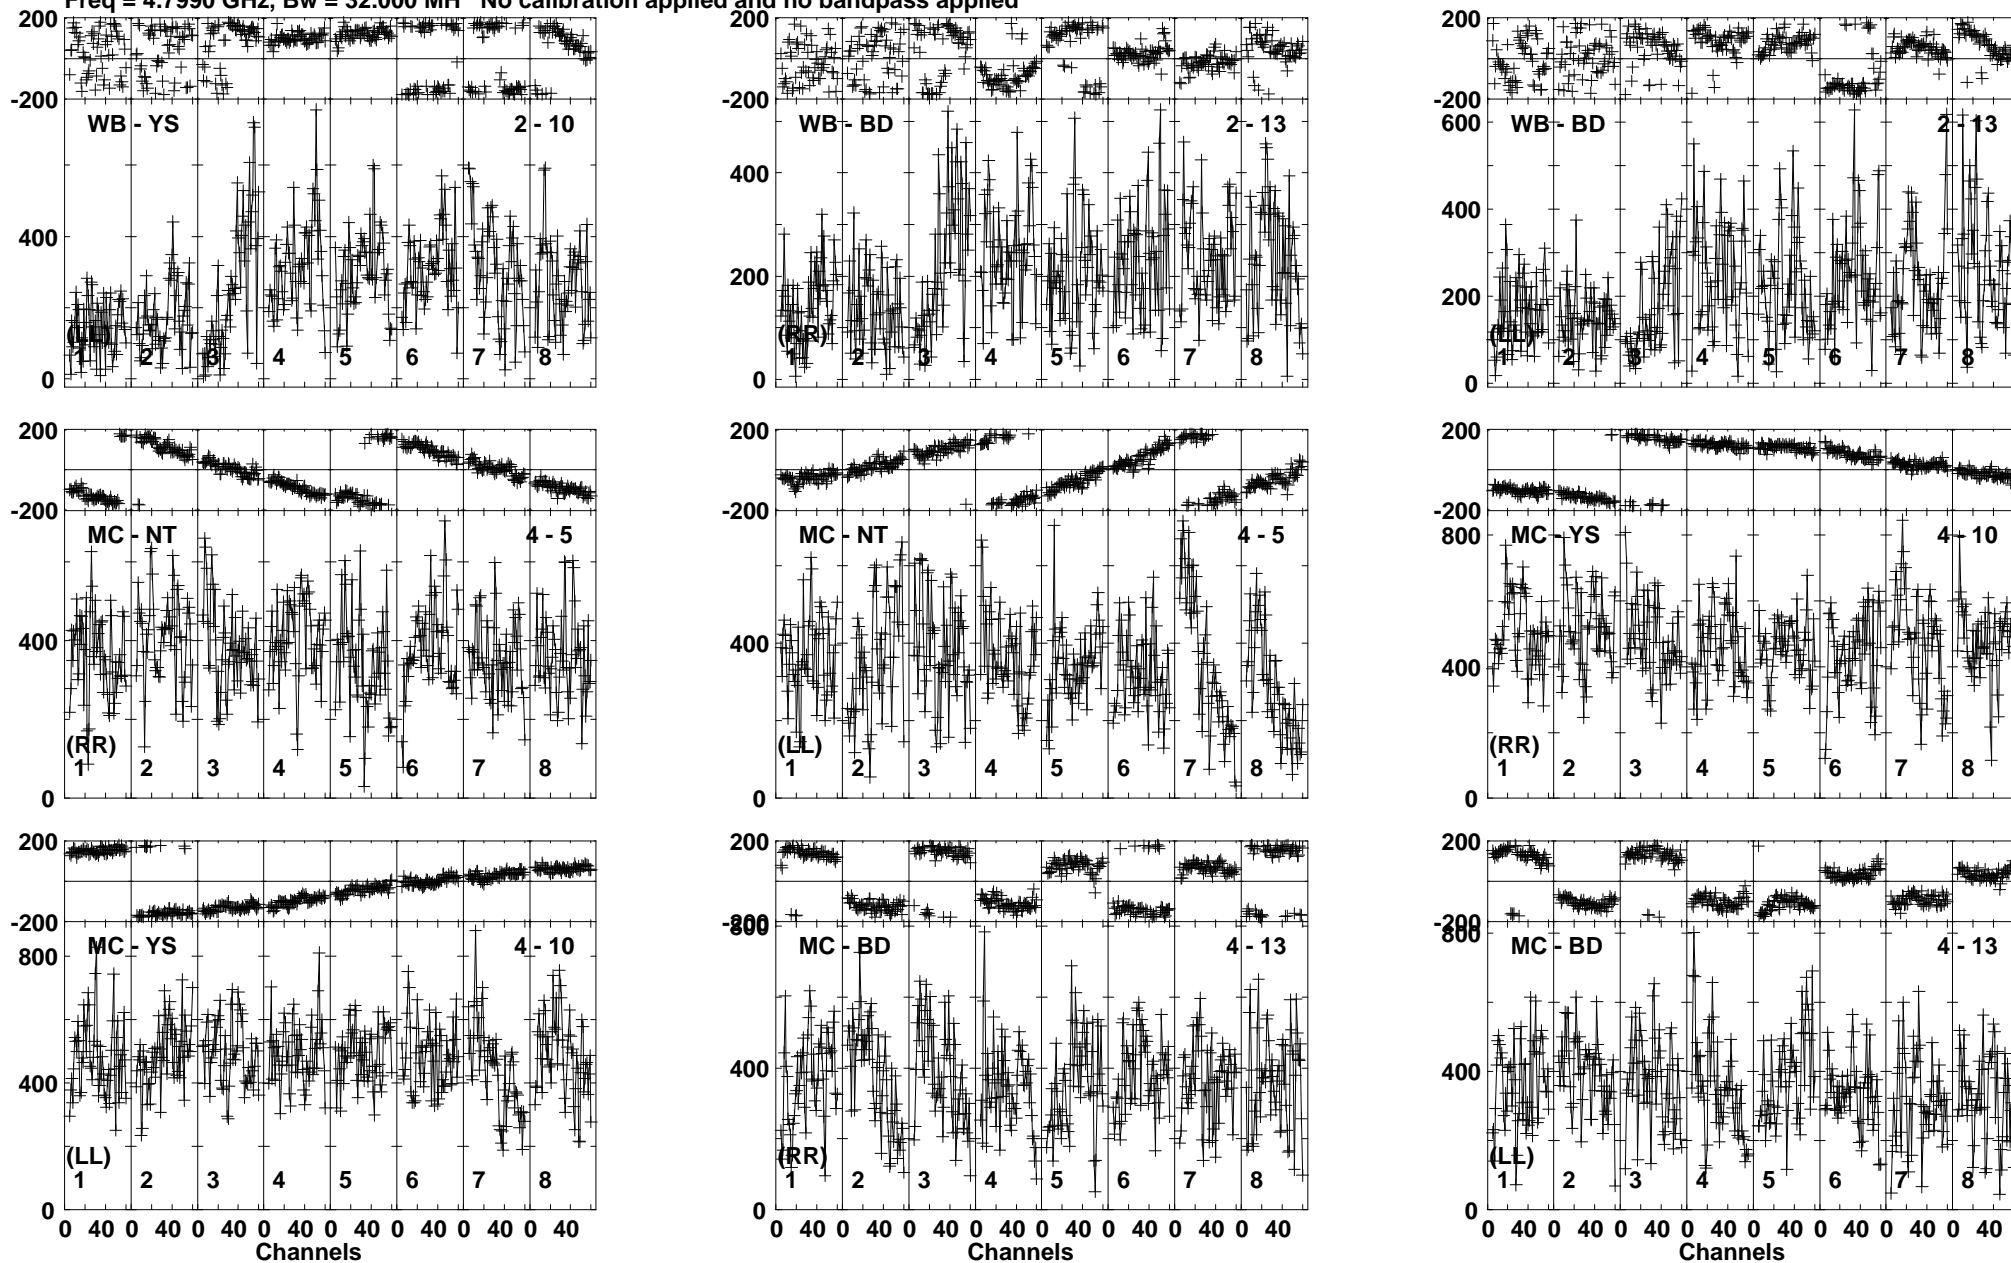 Freq = 4.7990 GHz, Bw = 32.000 MH No calibration applied and no bandpass applied
200 200 200
-200 -200 -200
WB - YS 2 - 10 WB - BD 2 - 13 WB - BD 2 - 13
600
400 400 400
200 200
(LL) (RR) (LL)
1 2 3 4 5 6 7 8 1 2 3 4 5 6 7 8 1 2 3 4 5 6 7 8
0 0 0
200 200 200
-200 -200 -200
MC - NT 4 - 5 MC - NT 4 - 5 MC - YS 4 - 10
800
400 400 400
(RR) (LL) (RR)
1 2 3 4 5 6 7 8 1 2 3 4 5 6 7 8 1 2 3 4 5 6 7 8
0 0 0
200 200 200
-200 -200 -200
800 800 800
MC - YS 4 - 10 MC - BD 4 - 13 MC - BD 4 - 13
400 400 400
(LL) (RR) (LL)
1 2 3 4 5 6 7 8 1 2 3 4 5 6 7 8 1 2 3 4 5 6 7 8
0 0 0
0 40 0 40 0 40 0 40 0 40 0 40 0 40 0 40 0 40 0 40 0 40 0 40 0 40 0 40 0 40 0 40 0 40 0 40 0 40 0 40 0 40 0 40 0 40 0 40
Channels Channels Channels